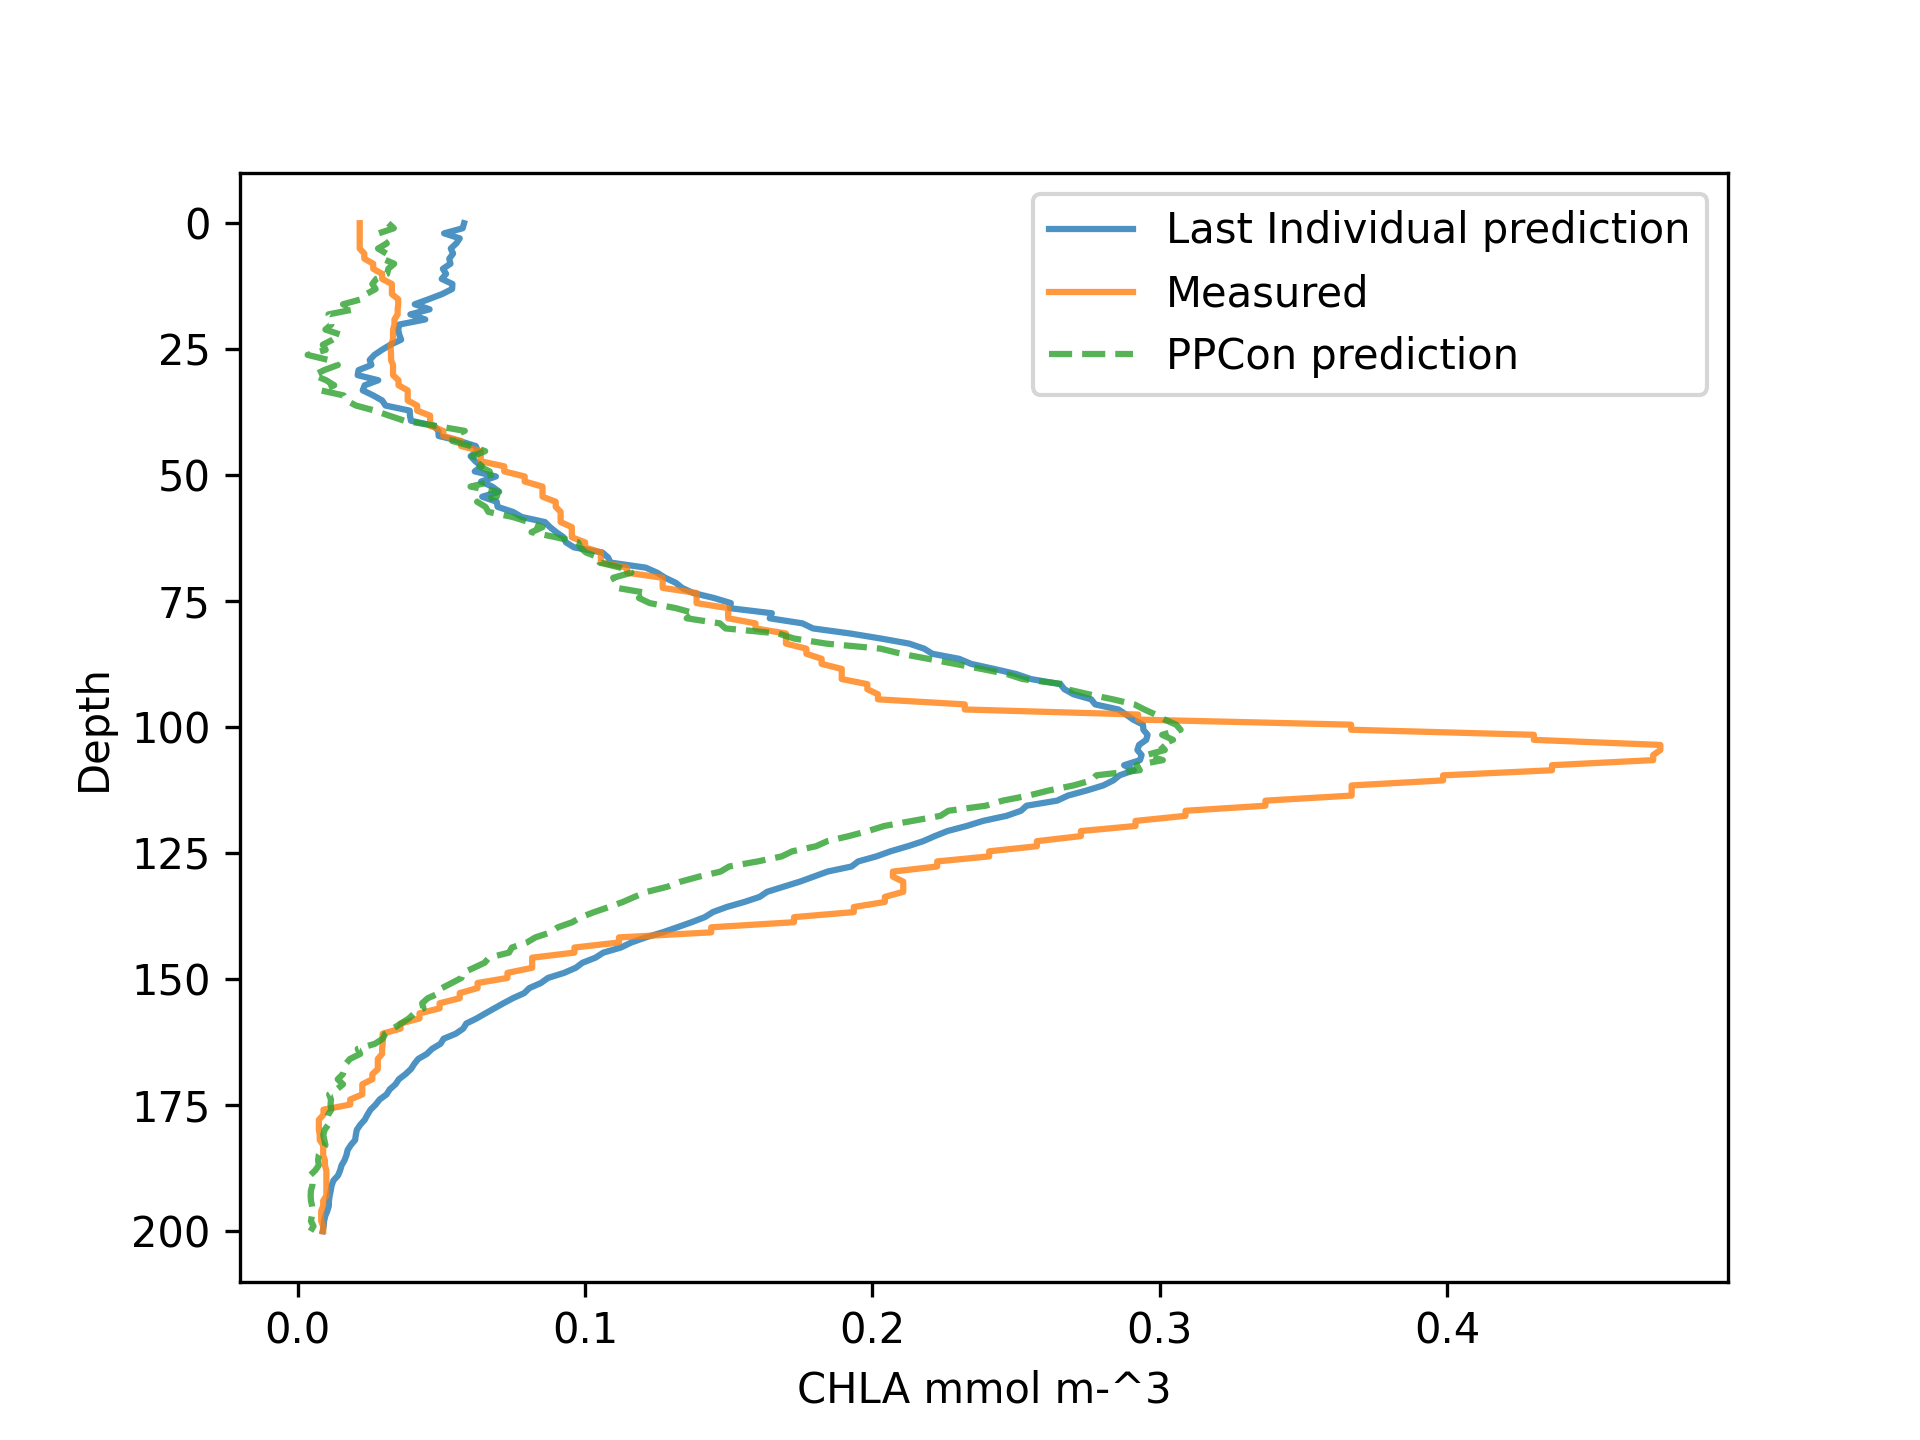 Last Individual prediction
Measured
PPCon prediction
0
25
50
75
100
125
150
175
200
Depth
0.0 0.1 0.2 0.3 0.4
CHLA mmol m-^3